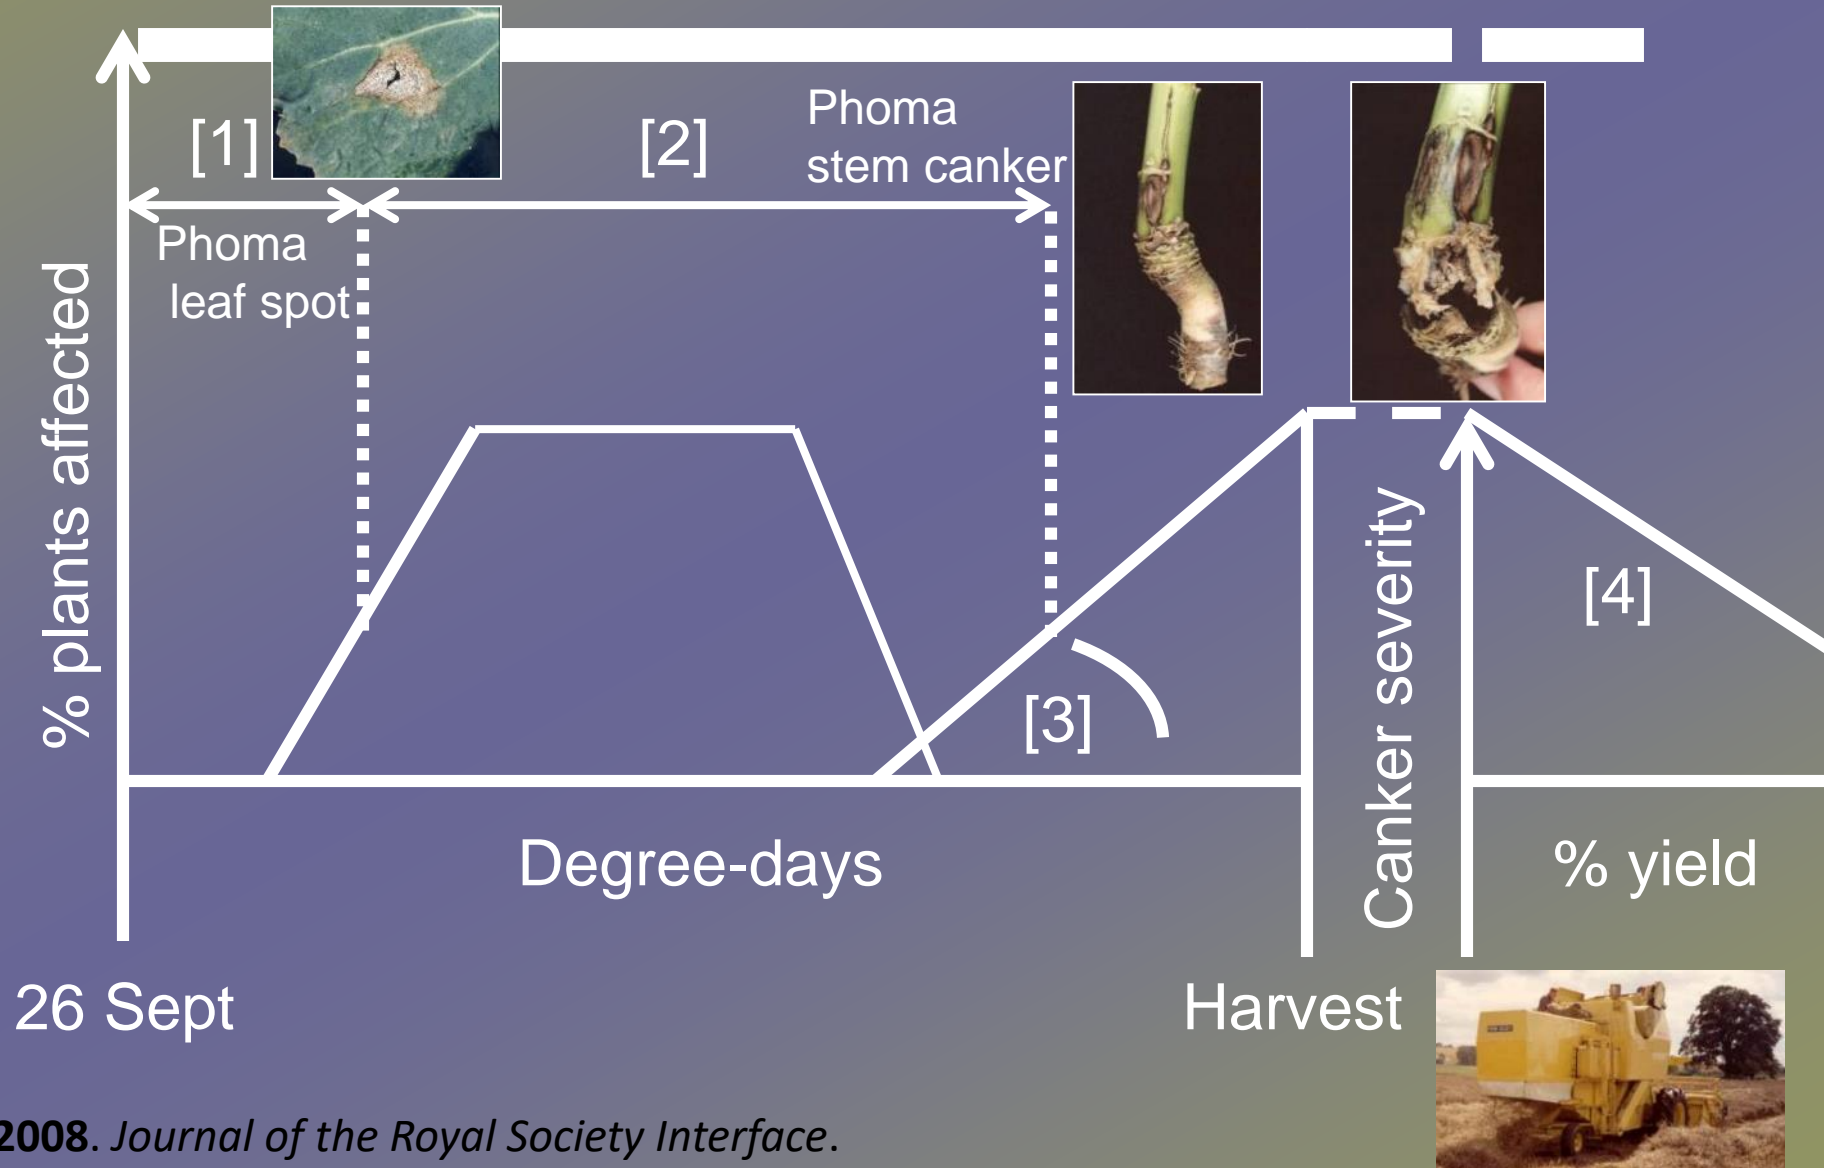 [1]
[2]
Phoma
stem canker
Phoma
leaf spot
% plants affected
[3]
Canker severity
[4]
Degree-days
% yield
26 Sept
Harvest
2008. Journal of the Royal Society Interface.